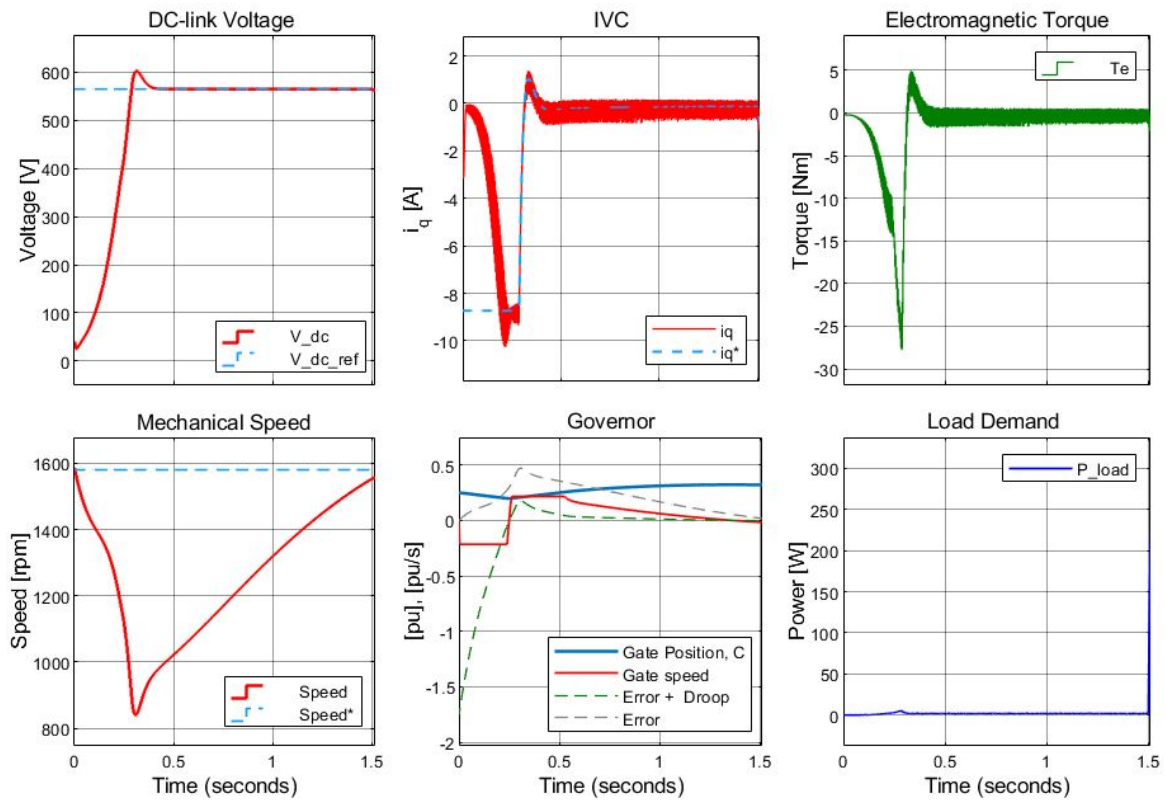 DC-link Voltage
Voltage [V]
600
500
400
300
200
100
0
V_dc
V_dc_ref
IVC
i_q [A]
2
0
-2
-4
-6
-8
-10
iq
iq*
Electromagnetic Torque
Torque [Nm]
5
0
-5
-10
-15
-20
-25
-30
Te
Mechanical Speed
Speed [rpm]
1600
1400
1200
1000
800
Speed
Speed*
0
0.5
1
1.5
Time (seconds)
Governor
[pu], [pu/s]
0.5
0
-0.5
-1
-1.5
-2
Gate Position, C
Gate speed
Error + Droop
Error
0
0.5
1
1.5
Time (seconds)
Load Demand
Power [W]
300
250
200
150
100
50
0
P_load
0
0.5
1
1.5
Time (seconds)